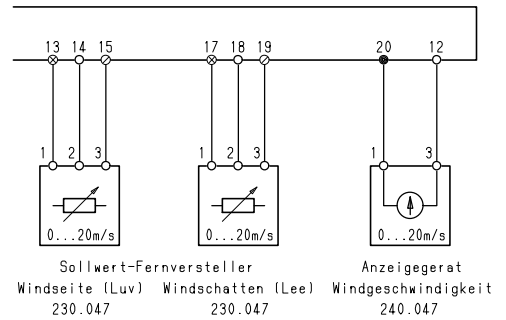 13 14 15 17 18 19 20 12
1 2 3 1 2 3 1 3
0...20m/s 0...20m/s 0...20m/s
Sollwert-Fernversteller Anzeigegerat
Windseite (Luv) Windschatten (Lee) Windgeschwindigkeit
230.047 230.047 240.047